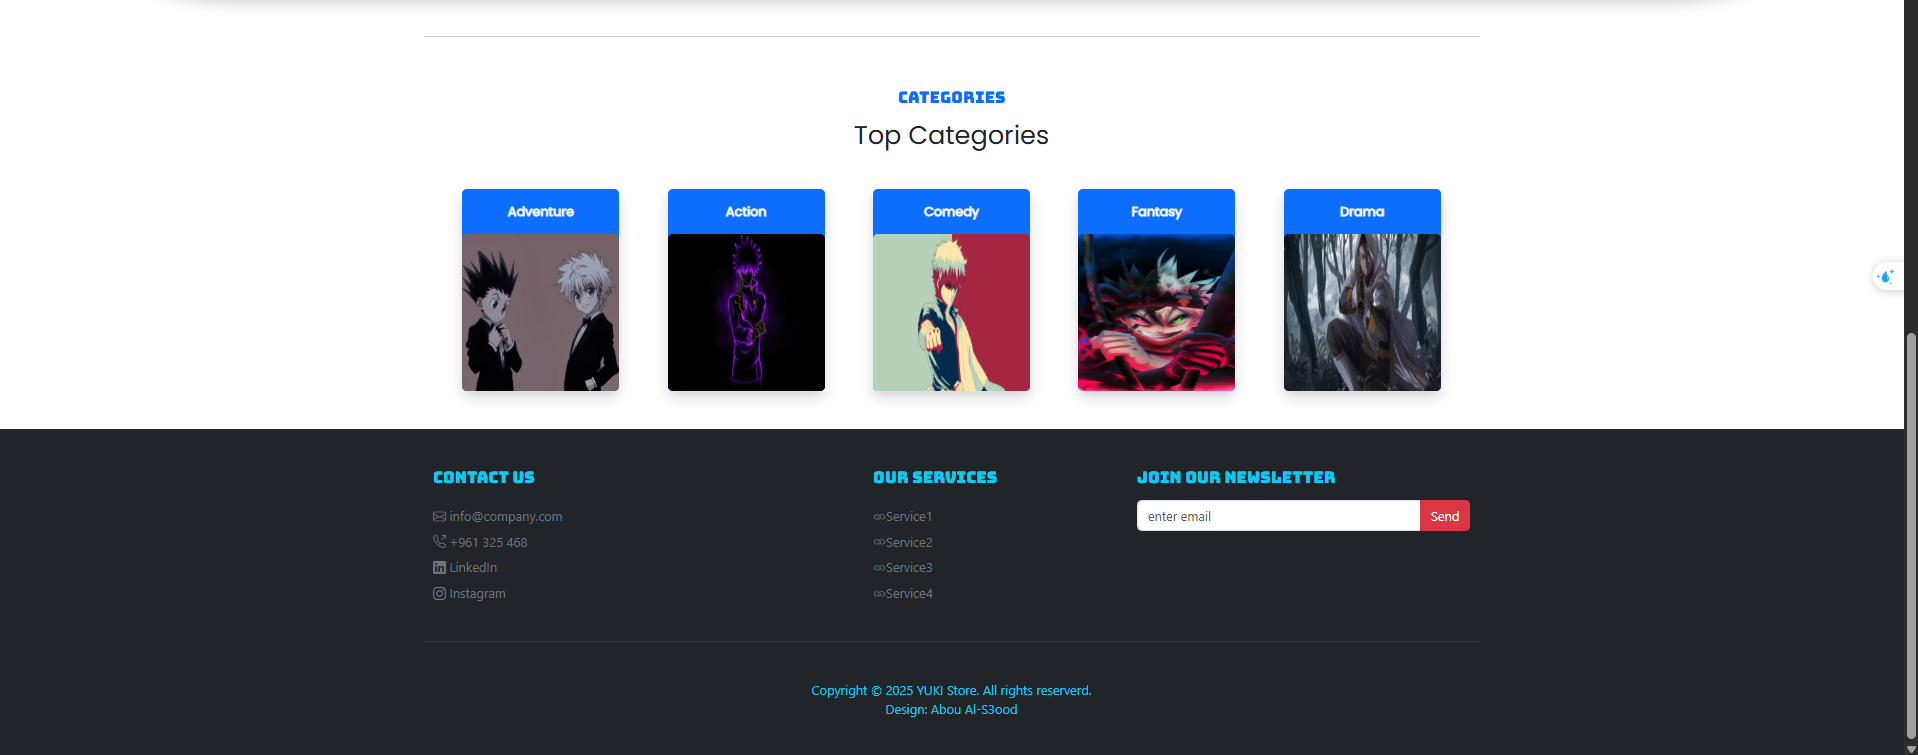 CATEGORIES
Top Categories
Adventure
Action
Comedy
Fantasy
Drama
CONTACT US
info@company.com
+961 325 468
LinkedIn
Instagram
OUR SERVICES
Service1
Service2
Service3
Service4
JOIN OUR NEWSLETTER
enter email
Send
Copyright © 2025 YUKI Store. All rights reserverd.
Design: Abou Al-S3ood